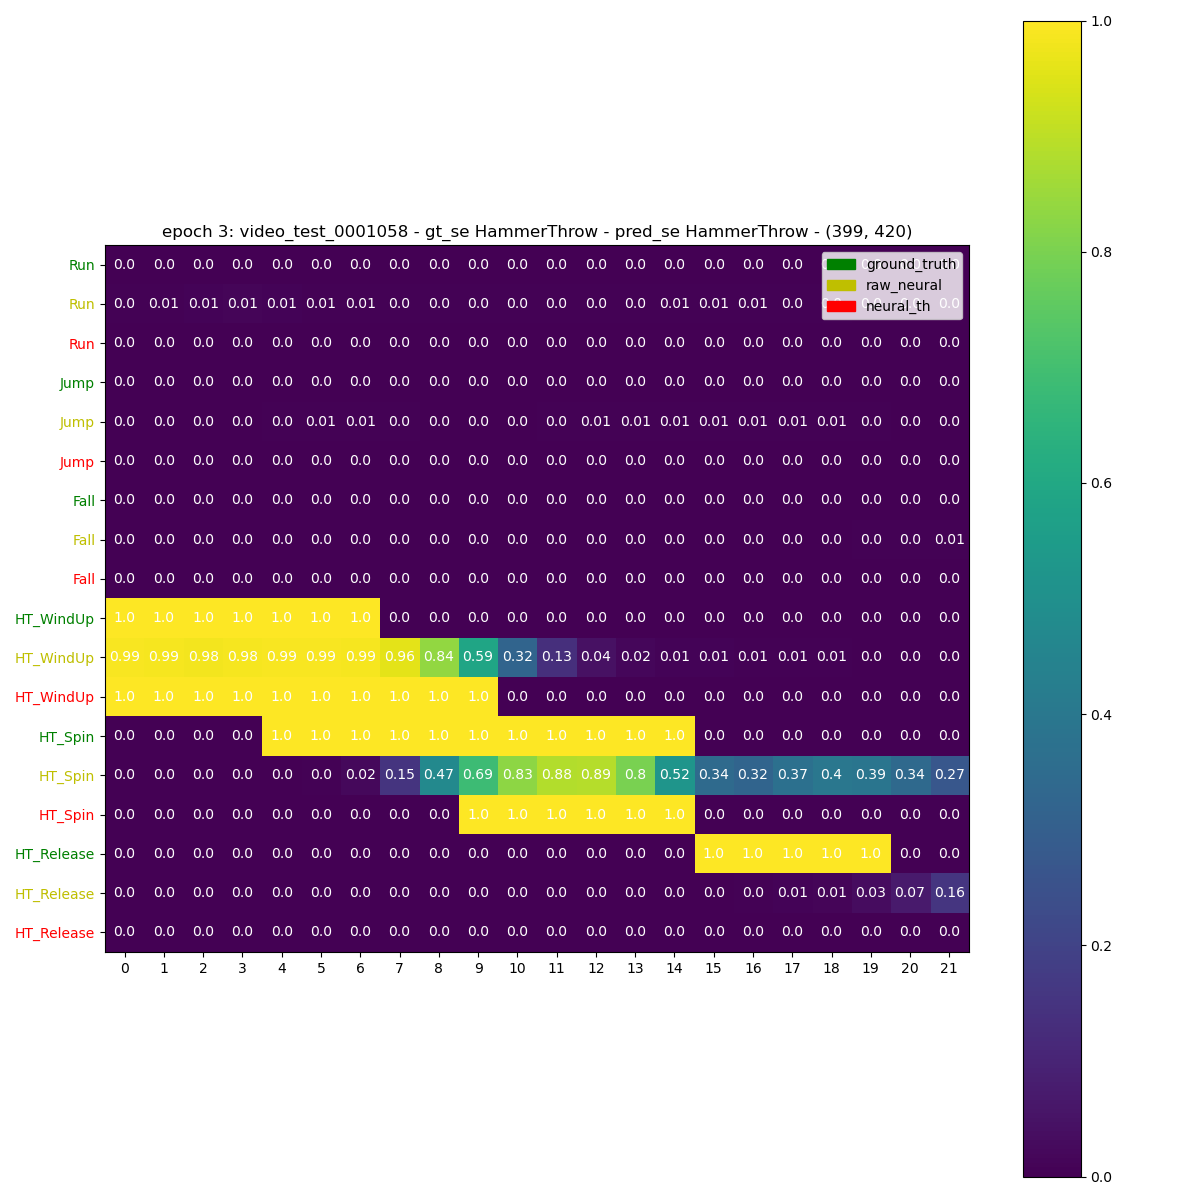 epoch 3: video_test_0001058 - gt_se HammerThrow - pred_se HammerThrow - (399, 420)
Run 0.0 0.0 0.0 0.0 0.0 0.0 0.0 0.0 0.0 0.0 0.0 0.0 0.0 0.0 0.0 0.0 0.0 0.0
Run 0.0 0.01 0.01 0.01 0.01 0.01 0.01 0.0 0.0 0.0 0.0 0.0 0.0 0.0 0.01 0.01 0.01 0.0
Run 0.0 0.0 0.0 0.0 0.0 0.0 0.0 0.0 0.0 0.0 0.0 0.0 0.0 0.0 0.0 0.0 0.0 0.0 0.0 0.0 0.0 0.0
Jump 0.0 0.0 0.0 0.0 0.0 0.0 0.0 0.0 0.0 0.0 0.0 0.0 0.0 0.0 0.0 0.0 0.0 0.0 0.0 0.0 0.0 0.0
Jump 0.0 0.0 0.0 0.0 0.0 0.01 0.01 0.0 0.0 0.0 0.0 0.0 0.01 0.01 0.01 0.01 0.01 0.01 0.01 0.0 0.0 0.0
Jump 0.0 0.0 0.0 0.0 0.0 0.0 0.0 0.0 0.0 0.0 0.0 0.0 0.0 0.0 0.0 0.0 0.0 0.0 0.0 0.0 0.0 0.0
Fall 0.0 0.0 0.0 0.0 0.0 0.0 0.0 0.0 0.0 0.0 0.0 0.0 0.0 0.0 0.0 0.0 0.0 0.0 0.0 0.0 0.0 0.0
Fall 0.0 0.0 0.0 0.0 0.0 0.0 0.0 0.0 0.0 0.0 0.0 0.0 0.0 0.0 0.0 0.0 0.0 0.0 0.0 0.0 0.0 0.01
Fall 0.0 0.0 0.0 0.0 0.0 0.0 0.0 0.0 0.0 0.0 0.0 0.0 0.0 0.0 0.0 0.0 0.0 0.0 0.0 0.0 0.0 0.0
HT_WindUp 1.0 1.0 1.0 1.0 1.0 1.0 1.0 0.0 0.0 0.0 0.0 0.0 0.0 0.0 0.0 0.0 0.0 0.0 0.0 0.0 0.0 0.0
HT_WindUp 0.99 0.99 0.98 0.98 0.99 0.99 0.99 0.96 0.84 0.59 0.32 0.13 0.04 0.02 0.01 0.01 0.01 0.01 0.01 0.0 0.0 0.0
HT_WindUp 1.0 1.0 1.0 1.0 1.0 1.0 1.0 1.0 1.0 1.0 0.0 0.0 0.0 0.0 0.0 0.0 0.0 0.0 0.0 0.0 0.0 0.0
HT_Spin 0.0 0.0 0.0 0.0 1.0 1.0 1.0 1.0 1.0 1.0 1.0 1.0 1.0 1.0 1.0 0.0 0.0 0.0 0.0 0.0 0.0 0.0
HT_Spin 0.0 0.0 0.0 0.0 0.0 0.0 0.02 0.15 0.47 0.69 0.83 0.88 0.89 0.8 0.52 0.34 0.32 0.37 0.4 0.39 0.34 0.27
HT_Spin 0.0 0.0 0.0 0.0 0.0 0.0 0.0 0.0 0.0 1.0 1.0 1.0 1.0 1.0 1.0 0.0 0.0 0.0 0.0 0.0 0.0 0.0
HT_Release 0.0 0.0 0.0 0.0 0.0 0.0 0.0 0.0 0.0 0.0 0.0 0.0 0.0 0.0 0.0 1.0 1.0 1.0 1.0 1.0 0.0 0.0
HT_Release 0.0 0.0 0.0 0.0 0.0 0.0 0.0 0.0 0.0 0.0 0.0 0.0 0.0 0.0 0.0 0.0 0.0 0.01 0.01 0.03 0.07 0.16
HT_Release 0.0 0.0 0.0 0.0 0.0 0.0 0.0 0.0 0.0 0.0 0.0 0.0 0.0 0.0 0.0 0.0 0.0 0.0 0.0 0.0 0.0 0.0
0 1 2 3 4 5 6 7 8 9 10 11 12 13 14 15 16 17 18 19 20 21
ground_truth
raw_neural
neural_th
1.0
0.8
0.6
0.4
0.2
0.0